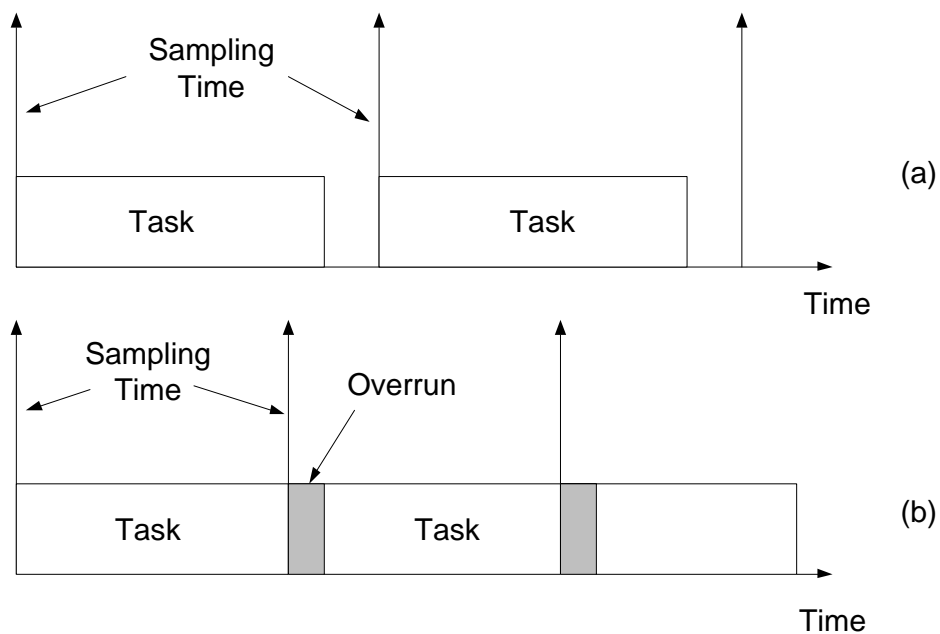 Sampling
Time
(a)
Task
Task
Time
Sampling
Time
Overrun
(b)
Task
Task
Time